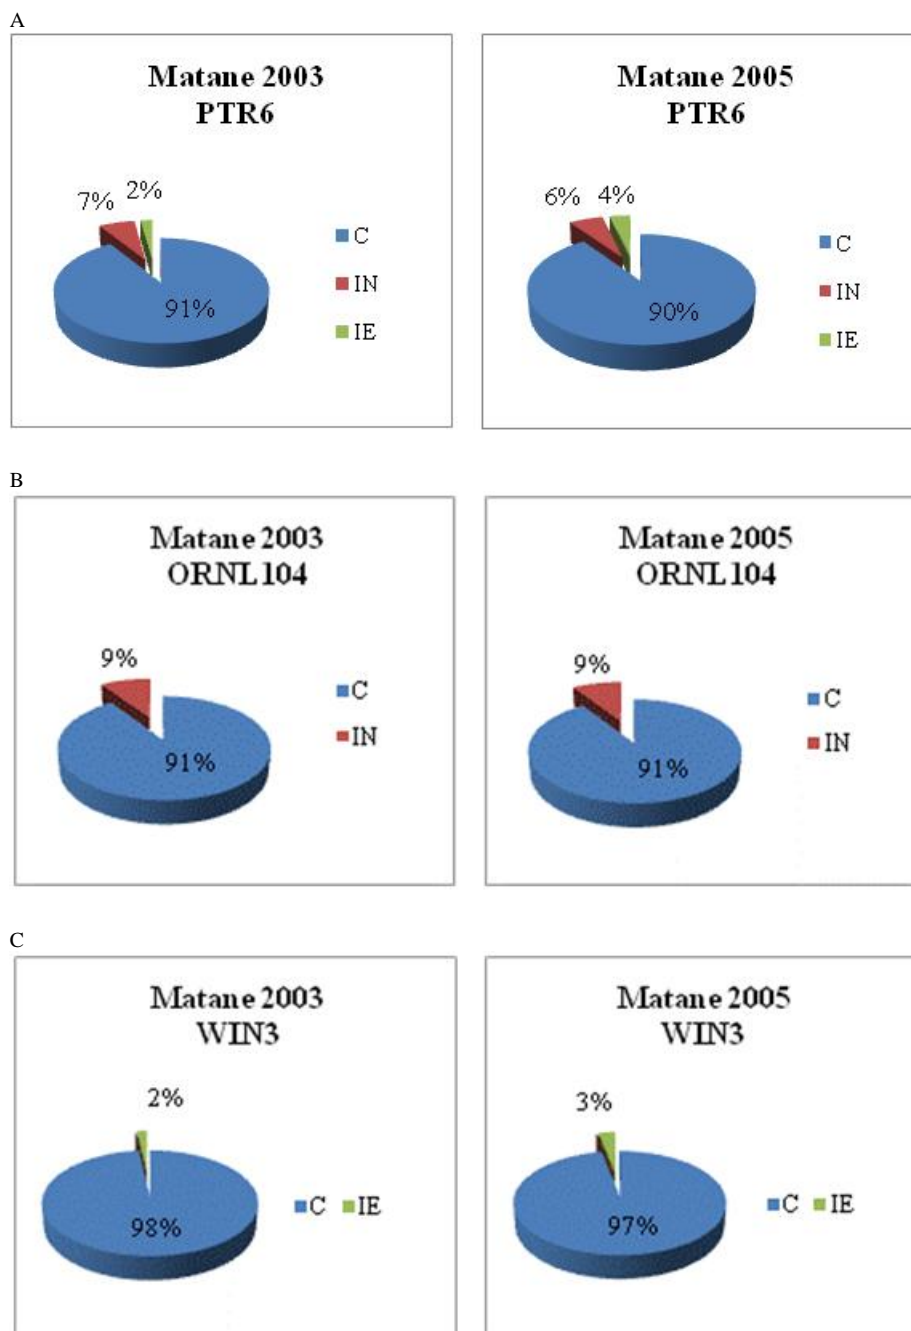 A
Matane 2003
PTR6
7%
2%
91%
C
IN
IE
Matane 2005
PTR6
6%
4%
90%
C
IN
IE
B
Matane 2003
ORNL104
9%
91%
C
IN
Matane 2005
ORNL104
9%
91%
C
IN
C
Matane 2003
WIN3
2%
98%
C IE
Matane 2005
WIN3
3%
97%
C IE